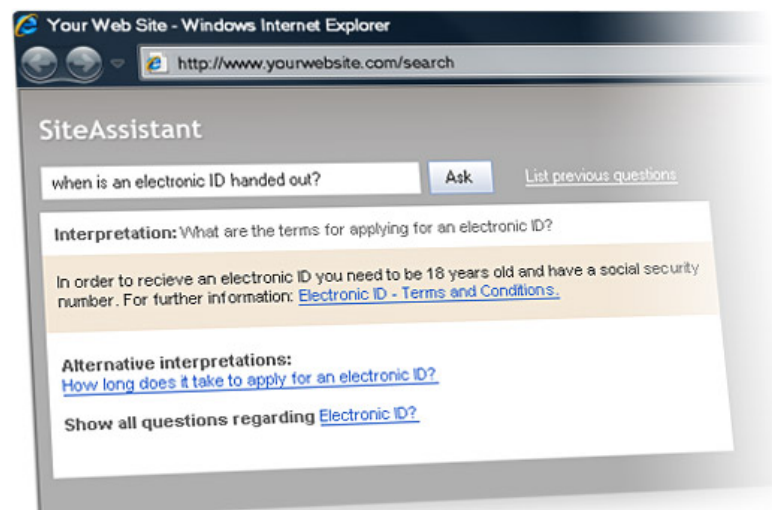 Your Web Site - Windows Internet Explorer
http://www.yourwebsite.com/search
SiteAssistant
when is an electronic ID handed out?
Ask
List previous questions
Interpretation: What are the terms for applying for an electronic ID?
In order to recieve an electronic ID you need to be 18 years old and have a social security
number. For further information: Electronic ID - Terms and Conditions.
Alternative interpretations:
How long does it take to apply for an electronic ID?
Show all questions regarding Electronic ID?